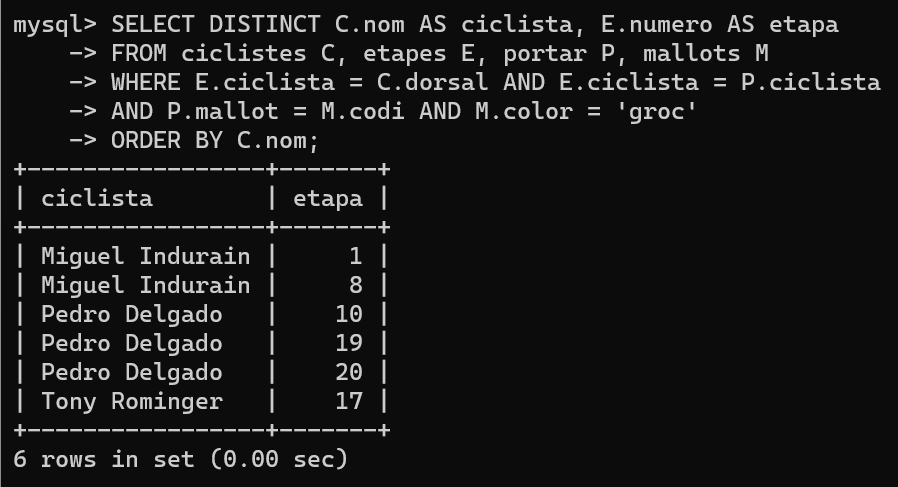 mysql> SELECT DISTINCT C.nom AS ciclista, E.numero AS etapa
    -> FROM ciclistes C, etapes E, portar P, mallots M
    -> WHERE E.ciclista = C.dorsal AND E.ciclista = P.ciclista
    -> AND P.mallot = M.codi AND M.color = 'groc'
    -> ORDER BY C.nom;
+-----------------+-------+
| ciclista        | etapa |
+-----------------+-------+
| Miguel Indurain |     1 |
| Miguel Indurain |     8 |
| Pedro Delgado   |    10 |
| Pedro Delgado   |    19 |
| Pedro Delgado   |    20 |
| Tony Rominger   |    17 |
+-----------------+-------+
6 rows in set (0.00 sec)